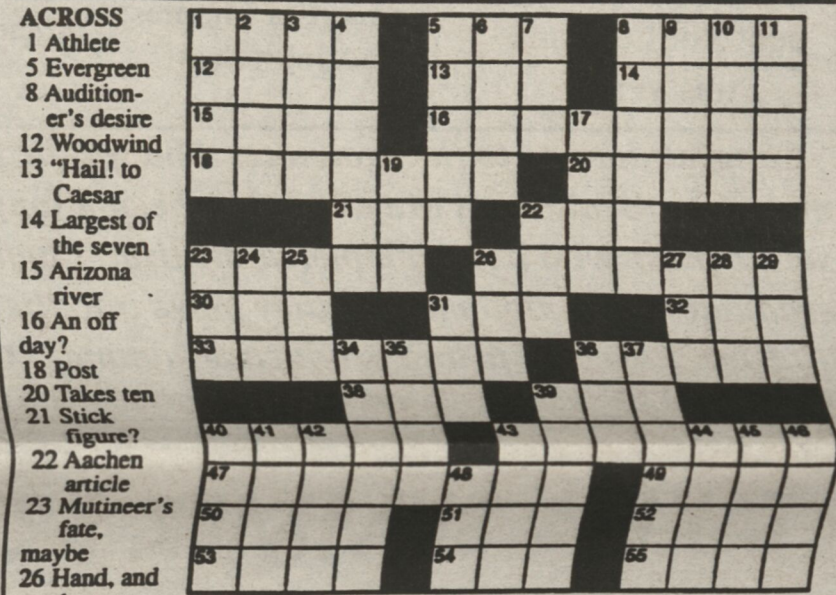 ACROSS
1 Athlete
5 Evergreen
8 Audition-
er's desire
12 Woodwind
13 "Hail! to
Caesar
14 Largest of
the seven
15 Arizona
river
16 An off
day?
18 Post
20 Takes ten
21 Stick
figure?
22 Aachen
article
23 Mutineer's
fate,
maybe
26 Hand, and
1 2 3 4 5 6 7 8 9 10 11
12 13 14
15 16 17
18 19 20
21 22
23 24 25 26 27 28 29
30 31 32
33 34 35 36 37
38 39
40 41 42 43 44 45 46
47 48 49
50 51 52
53 54 55